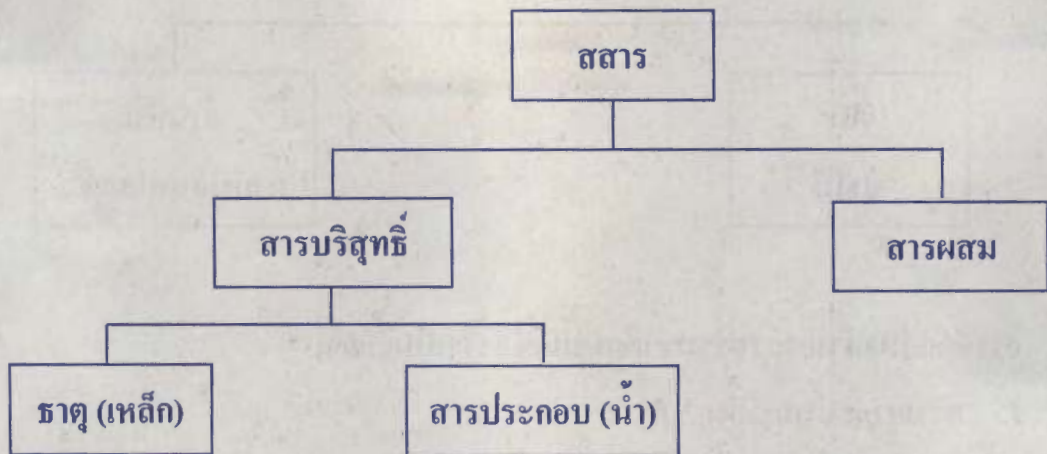 สสาร
สารบริสุทธิ์
สารผสม
ธาตุ (เหล็ก)
สารประกอบ (น้ำ)